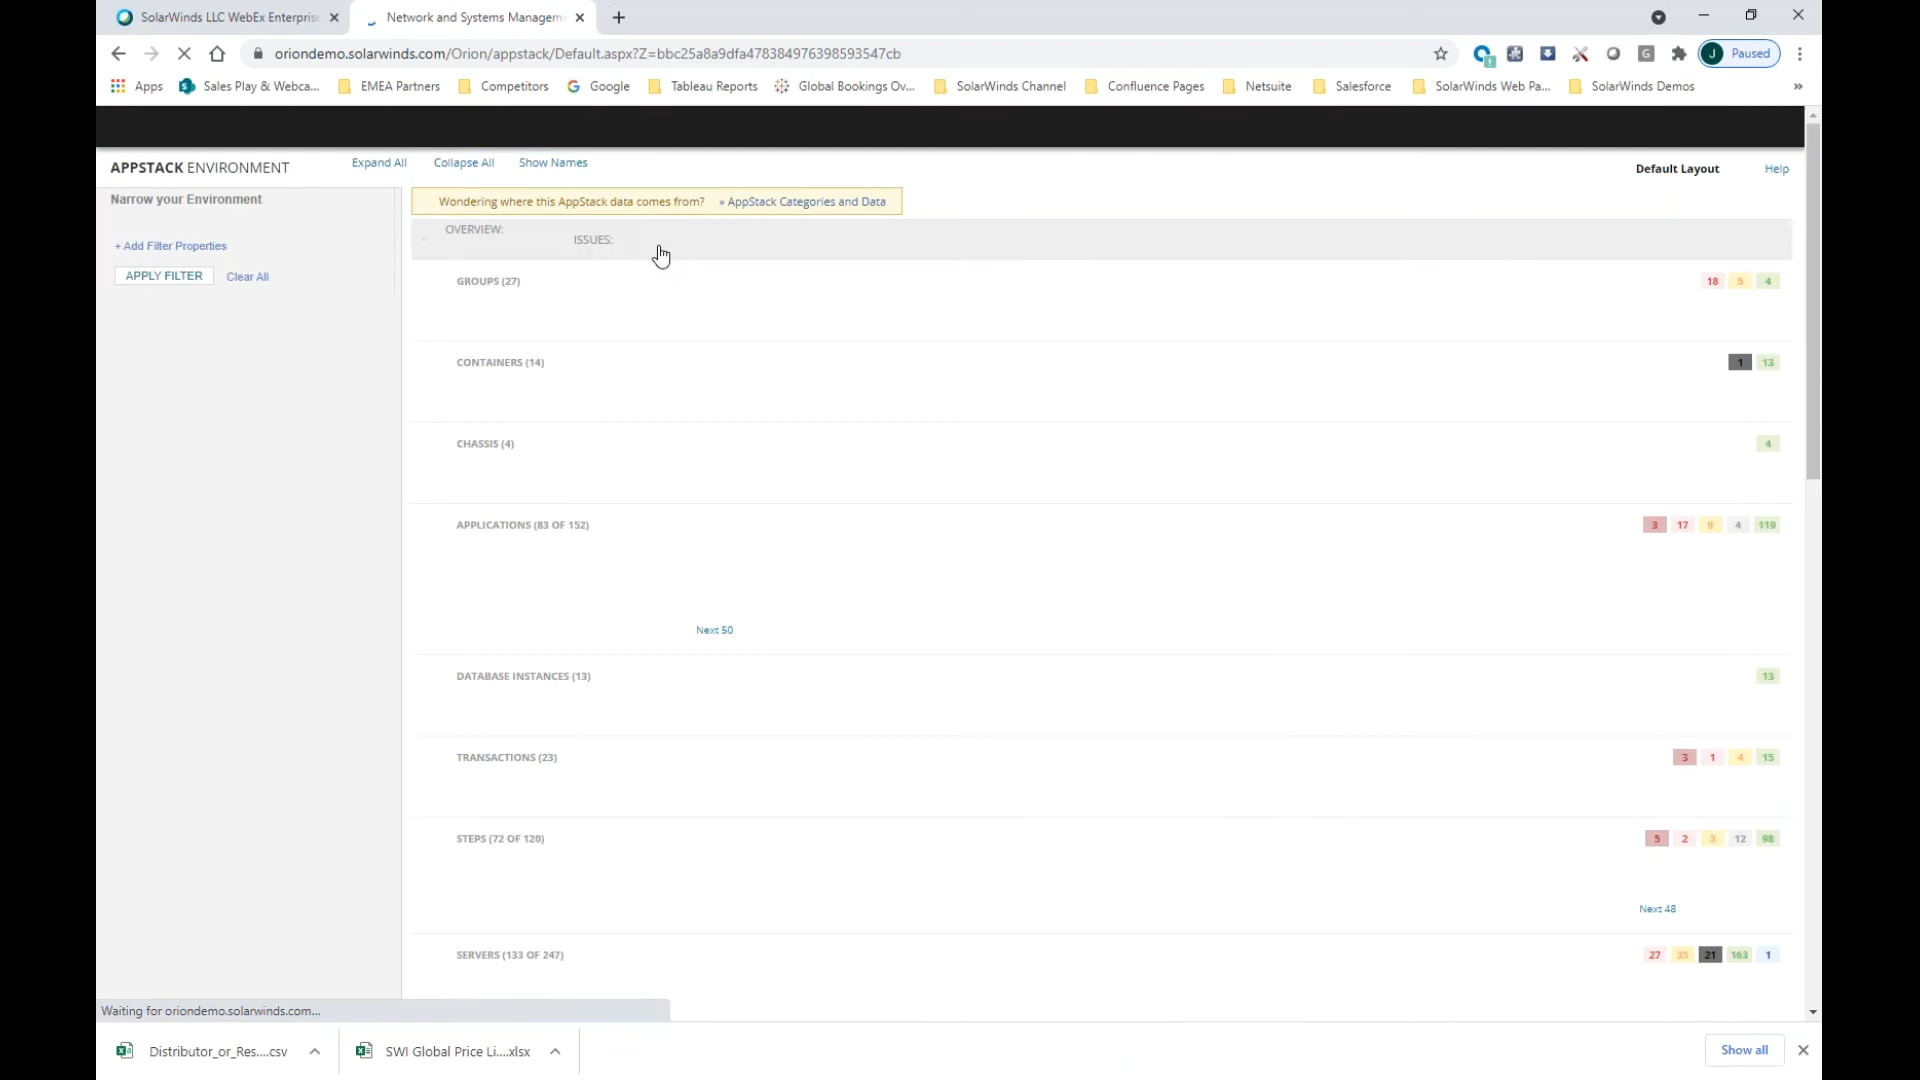 SolarWinds LLC WebEx Enterpris
Network and Systems Managem
oriondemo.solarwinds.com/Orion/appstack/Default.aspx?Z=bbc25a8a9dfa478384976398593547cb
J Paused
Apps
Sales Play & Webca...
EMEA Partners
Competitors
Google
Tableau Reports
Global Bookings Ov...
SolarWinds Channel
Confluence Pages
Netsuite
Salesforce
SolarWinds Web Pa...
SolarWinds Demos
»
APPSTACK ENVIRONMENT
Expand All
Collapse All
Show Names
Default Layout
Help
Narrow your Environment
+ Add Filter Properties
APPLY FILTER
Clear All
Wondering where this AppStack data comes from? » AppStack Categories and Data
OVERVIEW:
ISSUES:
GROUPS (27)
18 5 4
CONTAINERS (14)
1 13
CHASSIS (4)
4
APPLICATIONS (83 OF 152)
3 17 9 4 119
Next 50
DATABASE INSTANCES (13)
13
TRANSACTIONS (23)
3 1 4 15
STEPS (72 OF 120)
5 2 3 12 98
Next 48
SERVERS (133 OF 247)
27 35 21 163 1
Waiting for oriondemo.solarwinds.com...
Distributor_or_Res....csv
SWI Global Price Li....xlsx
Show all